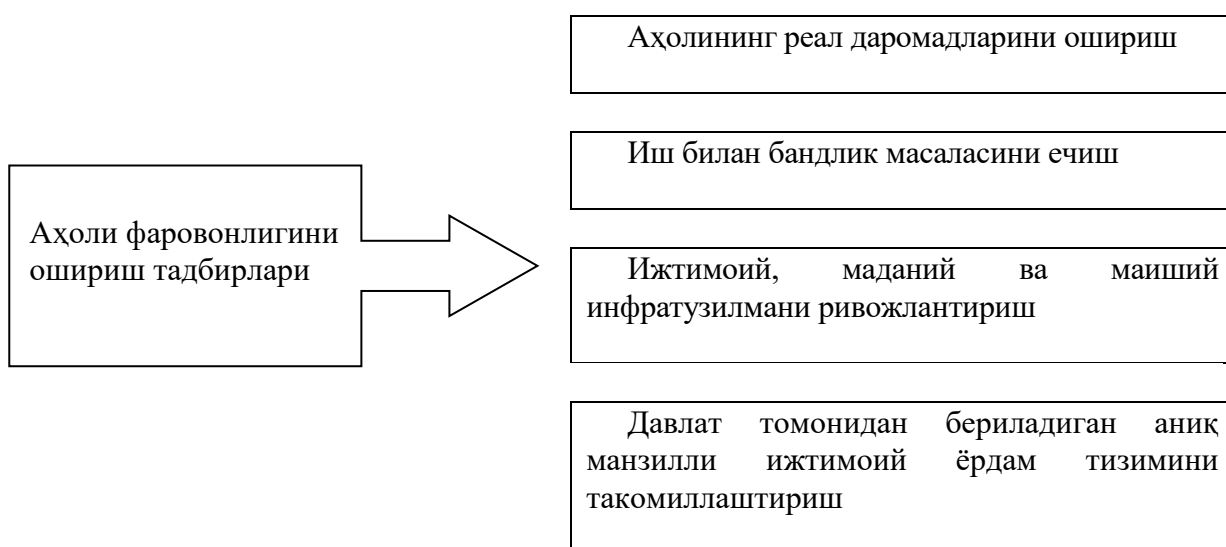 Аҳолининг реал даромадларини ошириш
Иш билан бандлик масаласини ечиш
Аҳоли фаровонлигини
ошириш тадбирлари
Ижтимоий, маданий ва маиший
инфратузилмани ривожлантириш
Давлат томонидан бериладиган аниқ
манзилли ижтимоий ёрдам тизимини
такомиллаштириш